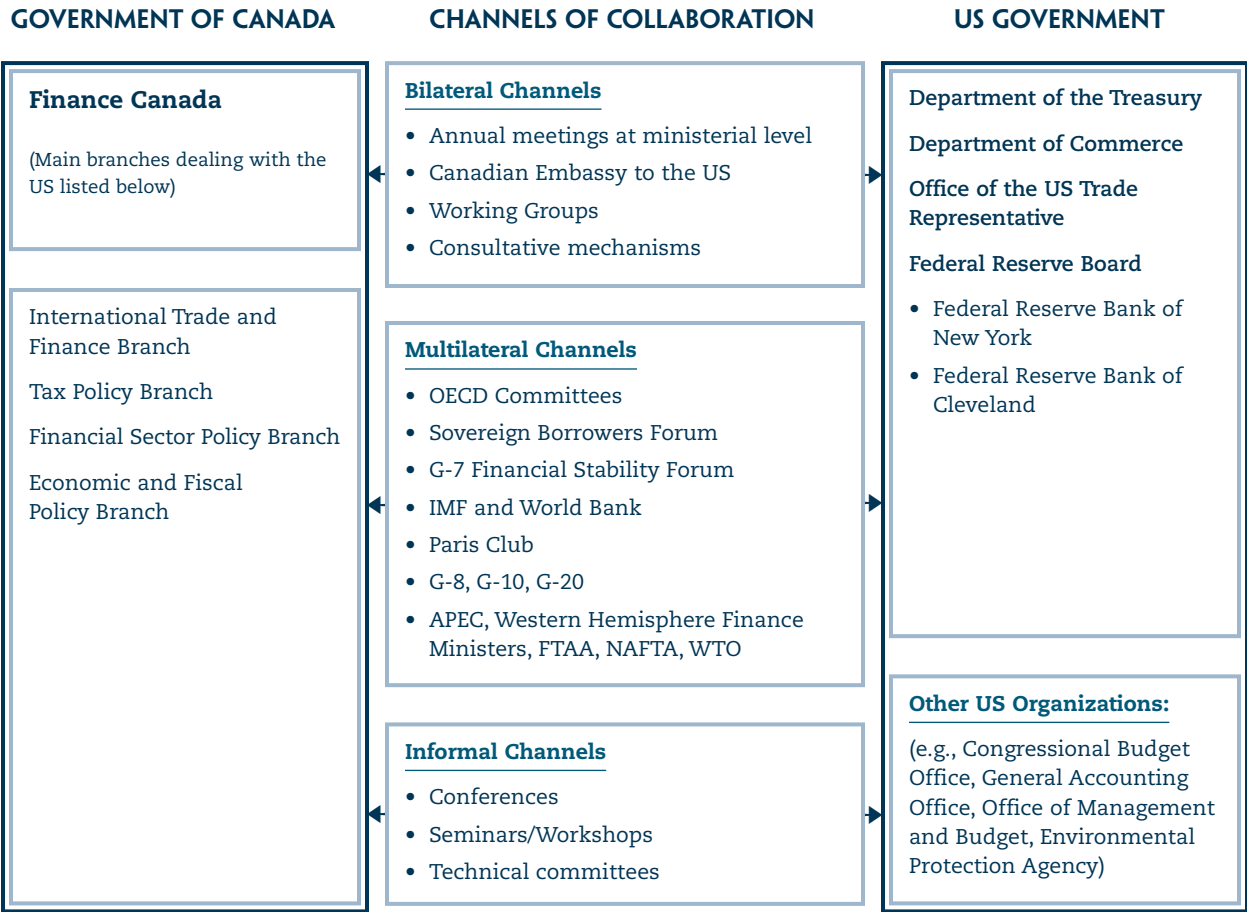 GOVERNMENT OF CANADA
Finance Canada
(Main branches dealing with the
US listed below)
International Trade and
Finance Branch
Tax Policy Branch
Financial Sector Policy Branch
Economic and Fiscal
Policy Branch
CHANNELS OF COLLABORATION
Bilateral Channels
• Annual meetings at ministerial level
• Canadian Embassy to the US
• Working Groups
• Consultative mechanisms
Multilateral Channels
• OECD Committees
• Sovereign Borrowers Forum
• G-7 Financial Stability Forum
• IMF and World Bank
• Paris Club
• G-8, G-10, G-20
• APEC, Western Hemisphere Finance
Ministers, FTAA, NAFTA, WTO
Informal Channels
• Conferences
• Seminars/Workshops
• Technical committees
US GOVERNMENT
Department of the Treasury
Department of Commerce
Office of the US Trade
Representative
Federal Reserve Board
• Federal Reserve Bank of
New York
• Federal Reserve Bank of
Cleveland
Other US Organizations:
(e.g., Congressional Budget
Office, General Accounting
Office, Office of Management
and Budget, Environmental
Protection Agency)